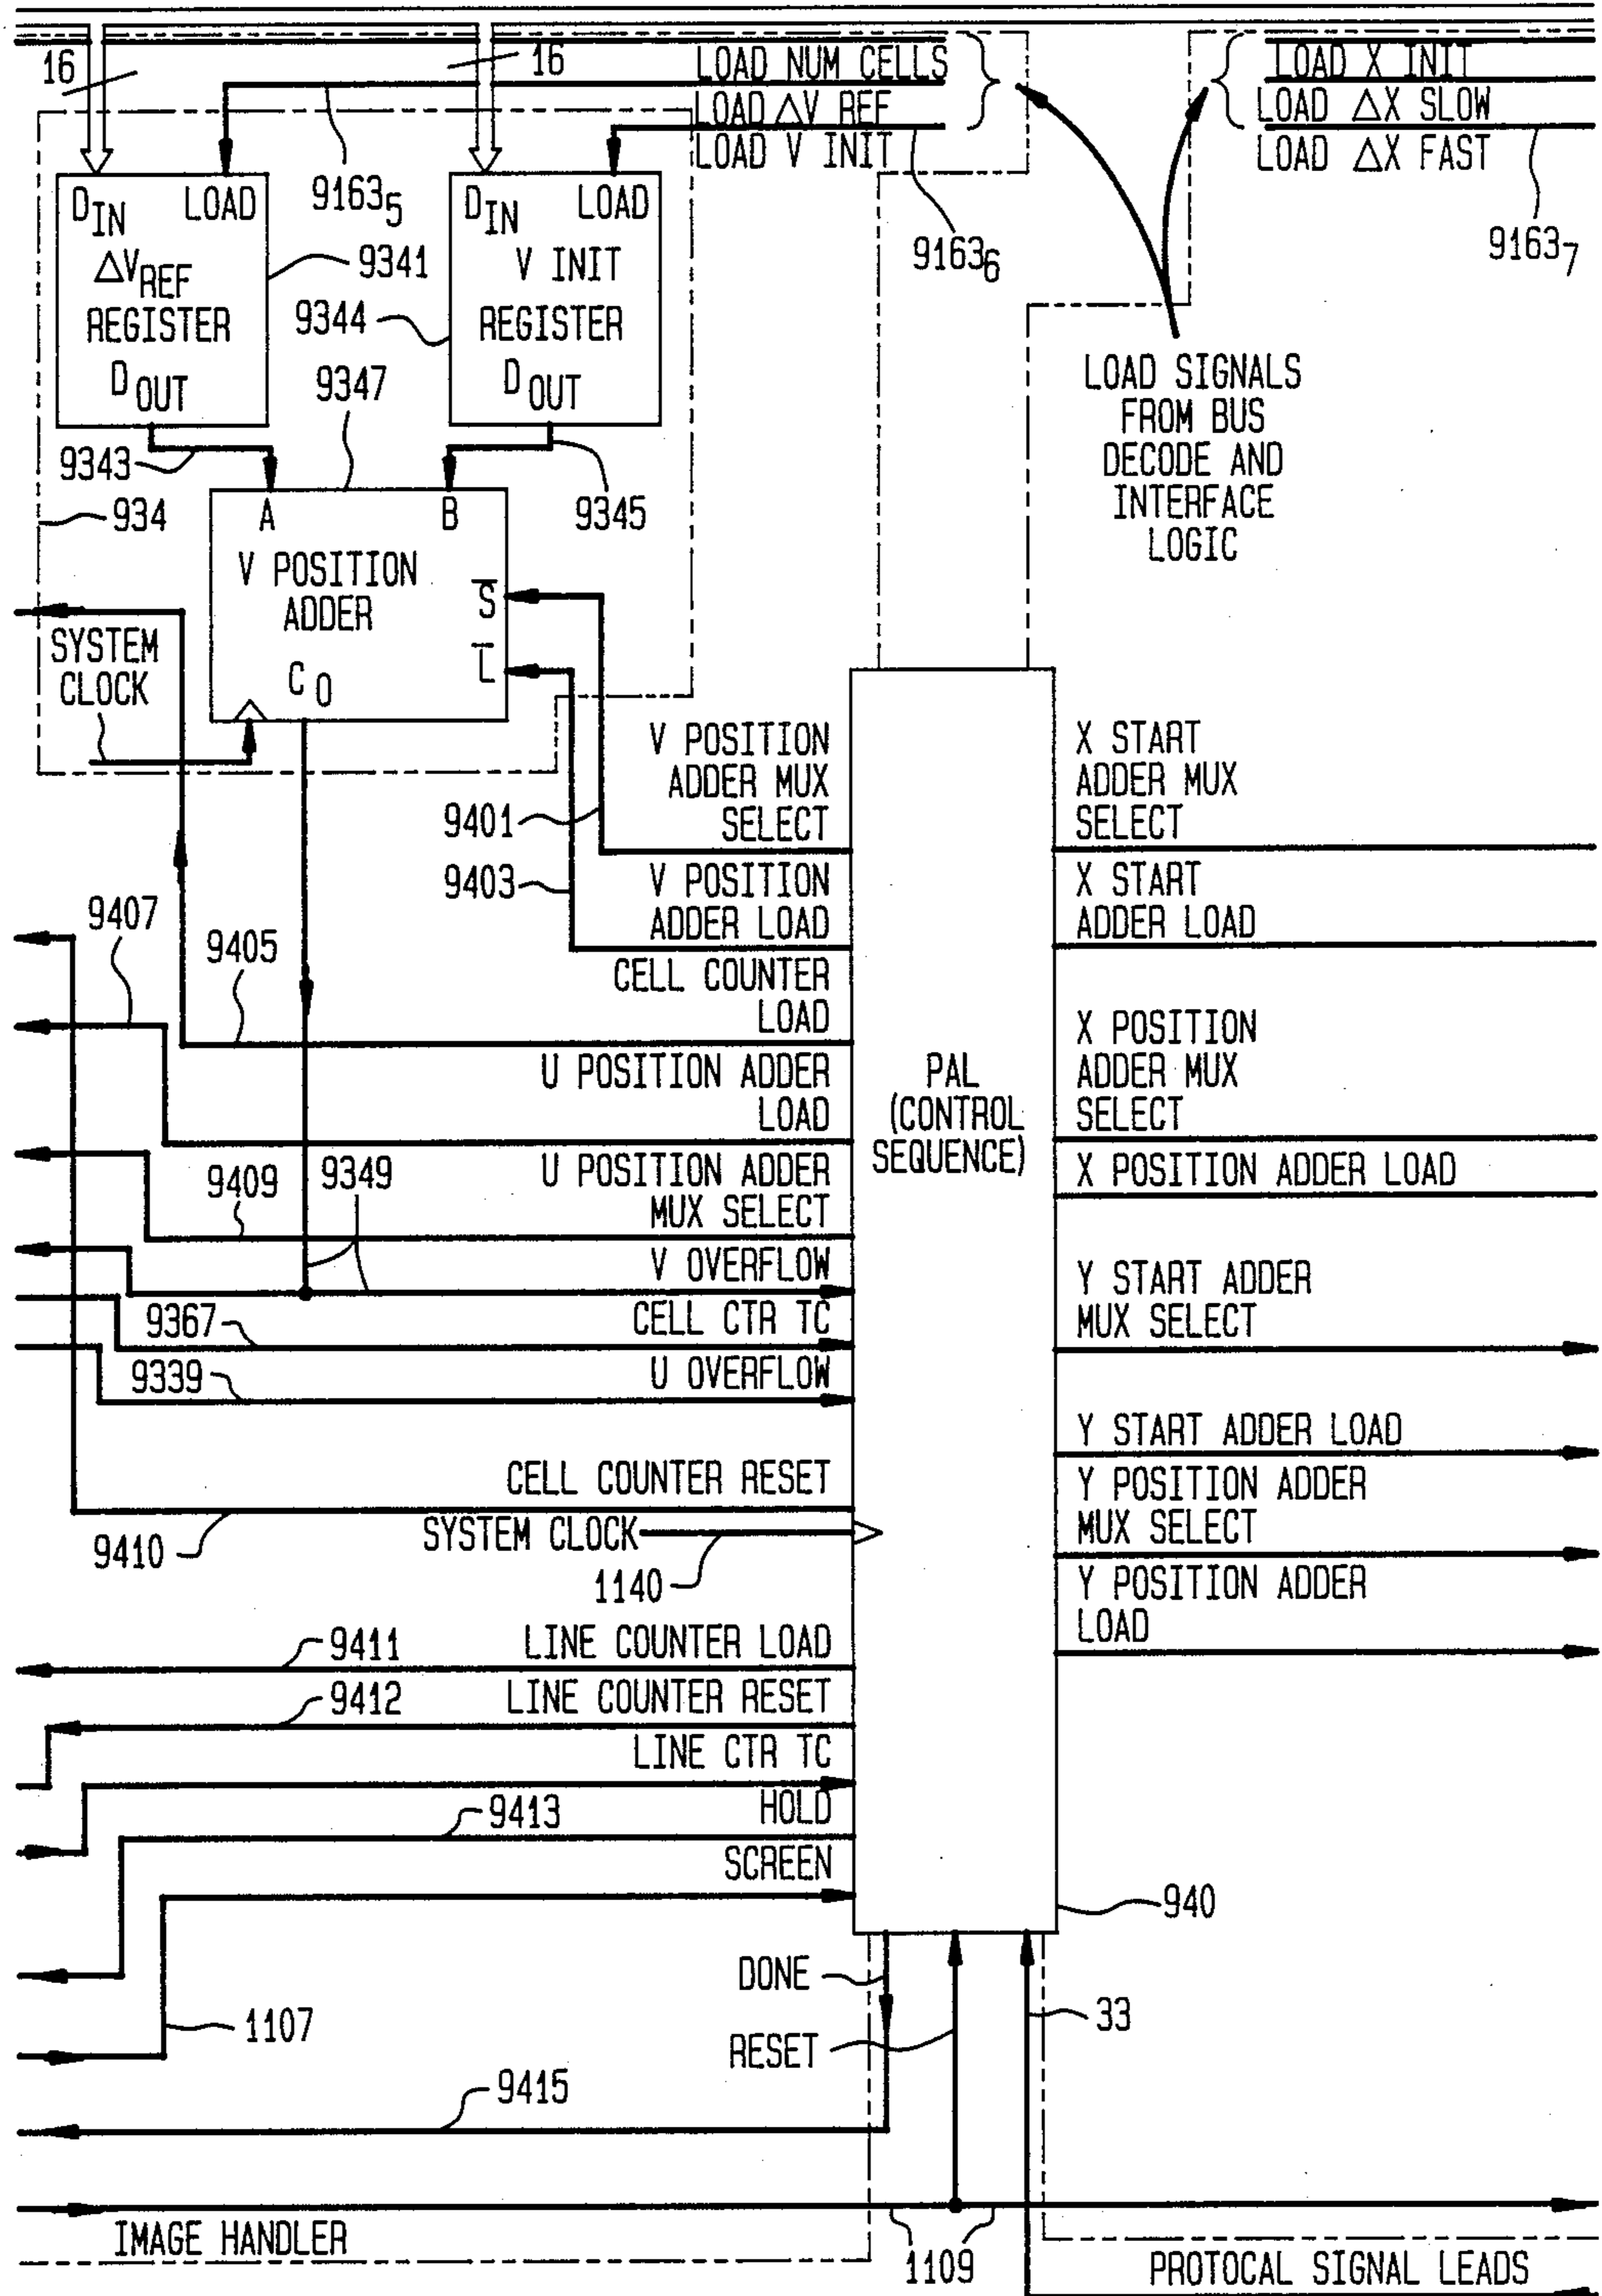 16
16
LOAD NUM CELLS
LOAD ΔV REF
LOAD V INIT
LOAD X INIT
LOAD ΔX SLOW
LOAD ΔX FAST
9163₅
9163₆
9163₇
D IN LOAD
ΔV REF
REGISTER
D OUT
9341
D IN LOAD
V INIT
REGISTER
D OUT
9344
9347
9343
9345
934
A B
V POSITION
ADDER
S̅
L̅
C₀
SYSTEM
CLOCK
LOAD SIGNALS
FROM BUS
DECODE AND
INTERFACE
LOGIC
V POSITION
ADDER MUX
SELECT
9401
V POSITION
ADDER LOAD
9403
CELL COUNTER
LOAD
9405
9407
U POSITION ADDER
LOAD
U POSITION ADDER
MUX SELECT
9409
9349
V OVERFLOW
9367
CELL CTR TC
9339
U OVERFLOW
CELL COUNTER RESET
9410
SYSTEM CLOCK
1140
9411
LINE COUNTER LOAD
9412
LINE COUNTER RESET
LINE CTR TC
9413
HOLD
SCREEN
1107
PAL
(CONTROL
SEQUENCE)
X START
ADDER MUX
SELECT
X START
ADDER LOAD
X POSITION
ADDER MUX
SELECT
X POSITION ADDER LOAD
Y START ADDER
MUX SELECT
Y START ADDER LOAD
Y POSITION ADDER
MUX SELECT
Y POSITION ADDER
LOAD
940
DONE
RESET
33
9415
IMAGE HANDLER
1109
PROTOCAL SIGNAL LEADS